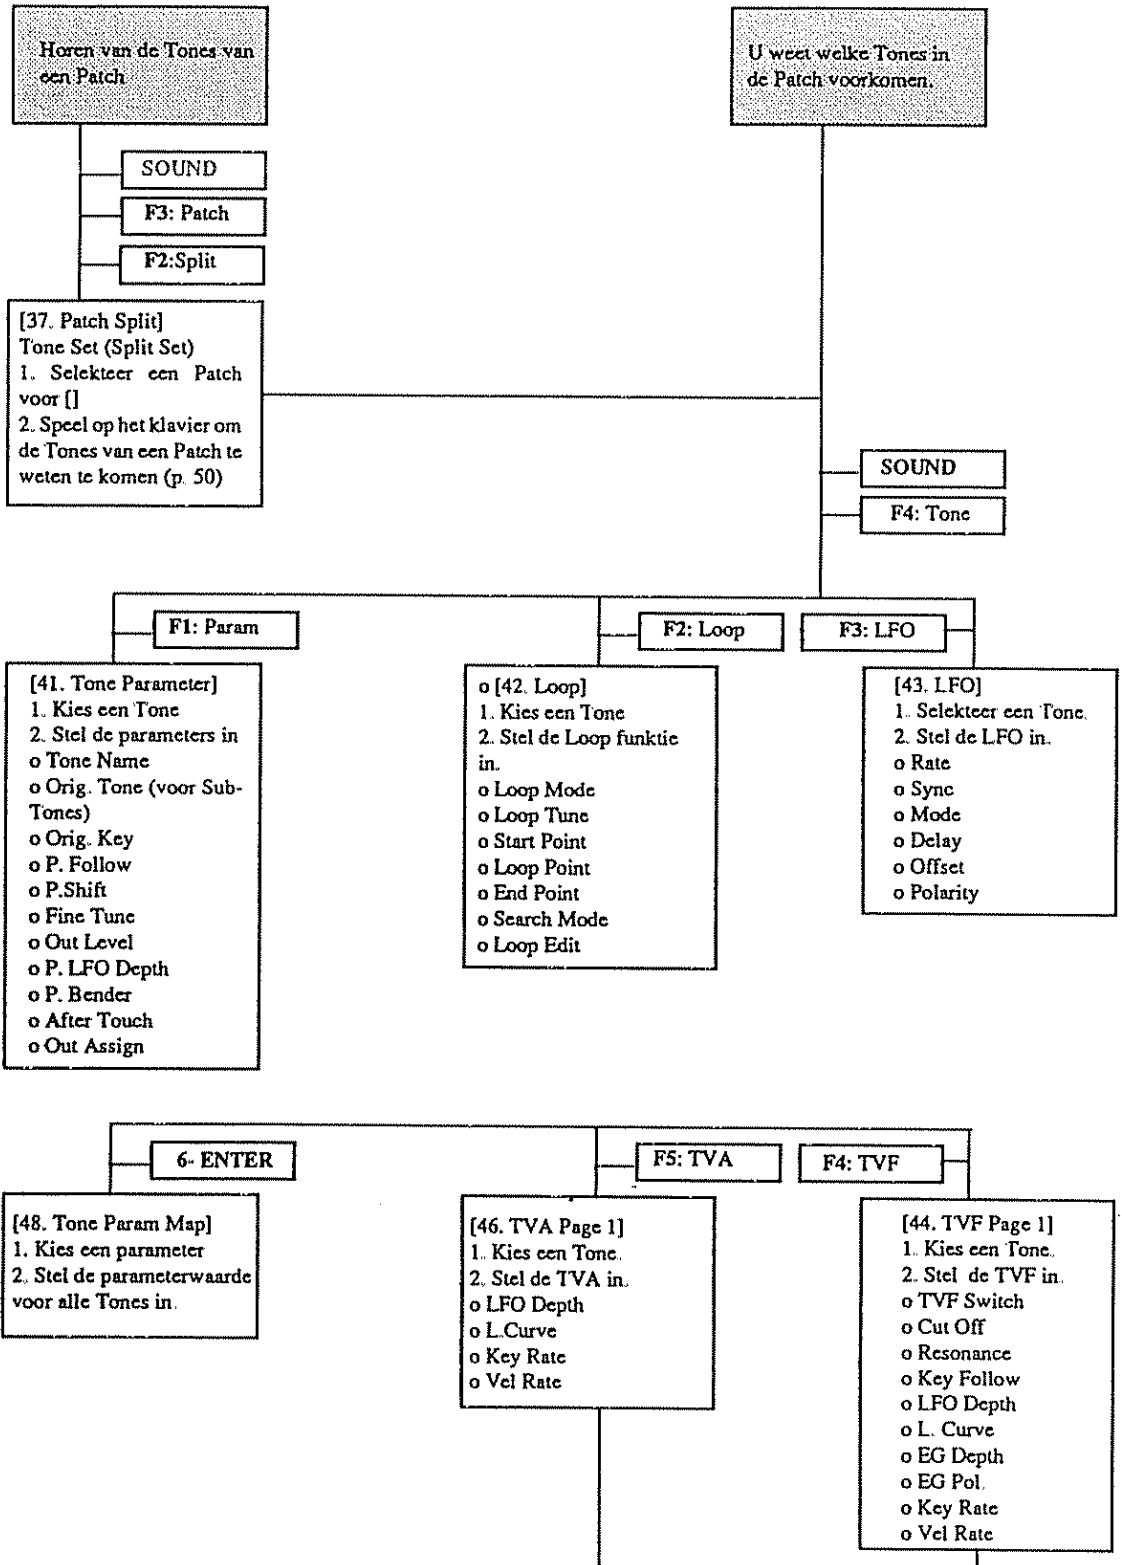 Horen van de Tones van
een Patch
U weet welke Tones in
de Patch voorkomen.
SOUND
F3: Patch
F2:Split
[37. Patch Split]
Tone Set (Split Set)
1. Selekteer een Patch
voor []
2. Speel op het klavier om
de Tones van een Patch te
weten te komen (p. 50)
SOUND
F4: Tone
F1: Param
F2: Loop
F3: LFO
[41. Tone Parameter]
1. Kies een Tone
2. Stel de parameters in
o Tone Name
o Orig. Tone (voor Sub-
Tones)
o Orig. Key
o P. Follow
o P.Shift
o Fine Tune
o Out Level
o P. LFO Depth
o P. Bender
o After Touch
o Out Assign
o [42. Loop]
1. Kies een Tone
2. Stel de Loop funktie
in.
o Loop Mode
o Loop Tune
o Start Point
o Loop Point
o End Point
o Search Mode
o Loop Edit
[43. LFO]
1. Selekteer een Tone.
2. Stel de LFO in.
o Rate
o Sync
o Mode
o Delay
o Offset
o Polarity
6- ENTER
F5: TVA
F4: TVF
[48. Tone Param Map]
1. Kies een parameter
2. Stel de parameterwaarde
voor alle Tones in.
[46. TVA Page 1]
1. Kies een Tone.
2. Stel de TVA in.
o LFO Depth
o L.Curve
o Key Rate
o Vel Rate
[44. TVF Page 1]
1. Kies een Tone.
2. Stel de TVF in.
o TVF Switch
o Cut Off
o Resonance
o Key Follow
o LFO Depth
o L. Curve
o EG Depth
o EG Pol.
o Key Rate
o Vel Rate